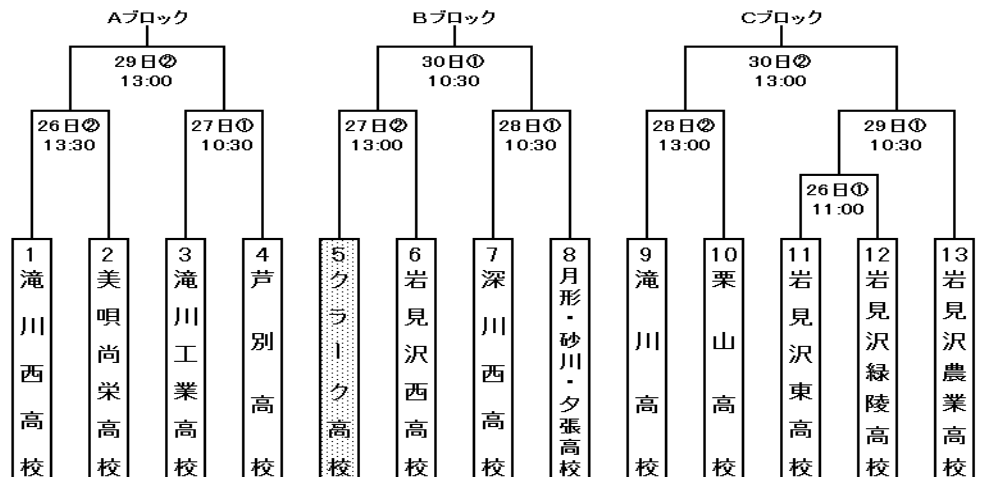 Aブロック
Bブロック
Cブロック
29日②
13:00
30日①
10:30
30日②
13:00
26日②
13:30
27日①
10:30
27日②
13:00
28日①
10:30
28日②
13:00
29日①
10:30
26日①
11:00
1滝川西高校
2美唄尚栄高校
3滝川工業高校
4芦別高校
5クラーク高校
6岩見沢西高校
7深川西高校
8月形・砂川・夕張高校
9滝川高校
10栗山高校
11岩見沢東高校
12岩見沢緑陵高校
13岩見沢農業高校